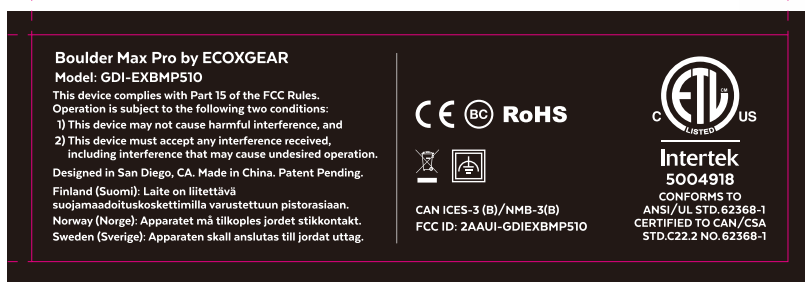 Boulder Max Pro by ECOXGEAR
Model: GDI-EXBMP510
This device complies with Part 15 of the FCC Rules.
Operation is subject to the following two conditions:
1) This device may not cause harmful interference, and
2) This device must accept any interference received,
including interference that may cause undesired operation.
Designed in San Diego, CA. Made in China. Patent Pending.
Finland (Suomi): Laite on liitettävä
suojamaadoituskoskettimilla varustettuun pistorasiaan.
Norway (Norge): Apparatet må tilkoples jordet stikkontakt.
Sweden (Sverige): Apparaten skall anslutas till jordat uttag.
CE BC RoHS
CAN ICES-3 (B)/NMB-3(B)
FCC ID: 2AAUI-GDIEXBMP510
ETL CM
C US
LISTED
Intertek
5004918
CONFORMS TO
ANSI/UL STD.62368-1
CERTIFIED TO CAN/CSA
STD.C22.2 NO.62368-1